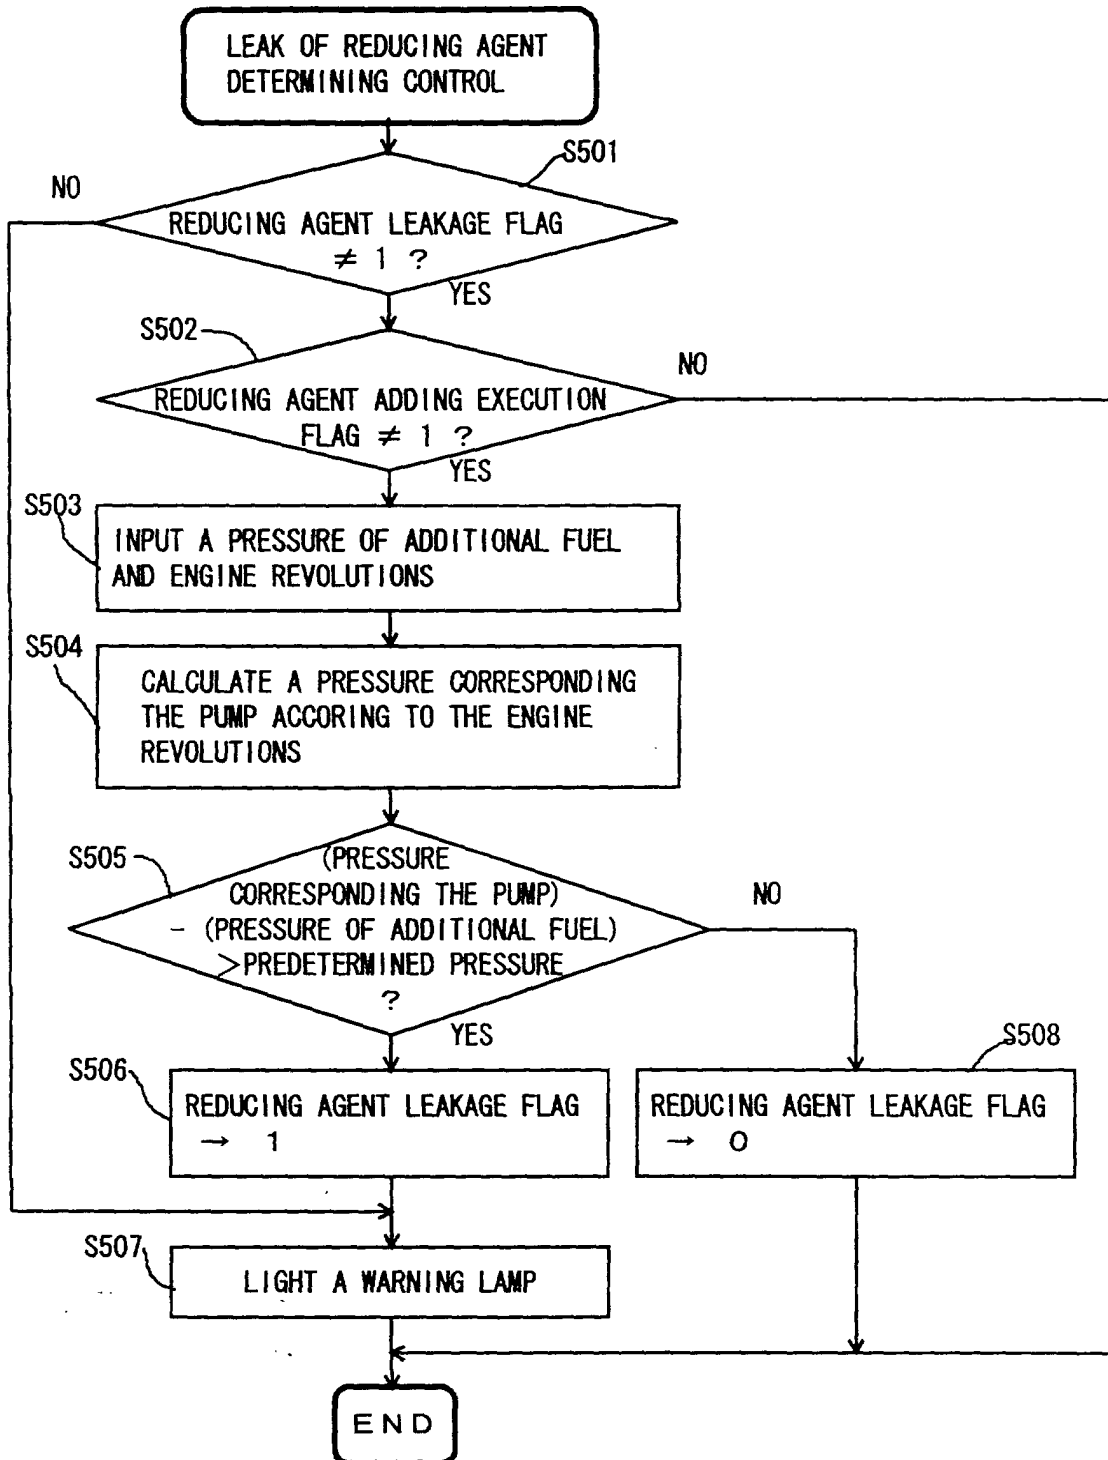 LEAK OF REDUCING AGENT
DETERMINING CONTROL
S501
NO
REDUCING AGENT LEAKAGE FLAG
≠ 1 ?
YES
S502
NO
REDUCING AGENT ADDING EXECUTION
FLAG ≠ 1 ?
YES
S503
INPUT A PRESSURE OF ADDITIONAL FUEL
AND ENGINE REVOLUTIONS
S504
CALCULATE A PRESSURE CORRESPONDING
THE PUMP ACCORING TO THE ENGINE
REVOLUTIONS
S505
(PRESSURE
CORRESPONDING THE PUMP)
- (PRESSURE OF ADDITIONAL FUEL)
>PREDETERMINED PRESSURE
?
NO
YES
S506
REDUCING AGENT LEAKAGE FLAG
→ 1
S508
REDUCING AGENT LEAKAGE FLAG
→ 0
S507
LIGHT A WARNING LAMP
END